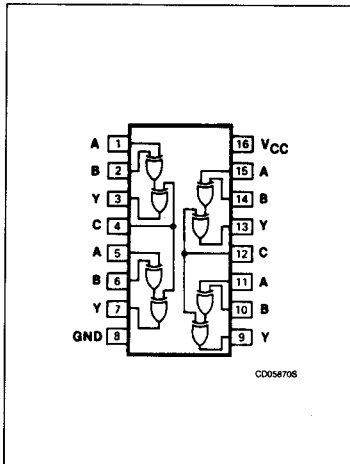 A 1 16 VCC
B 2 15 A
Y 3 14 B
C 4 13 Y
A 5 12 C
B 6 11 A
Y 7 10 B
GND 8 9 Y
CD05870S